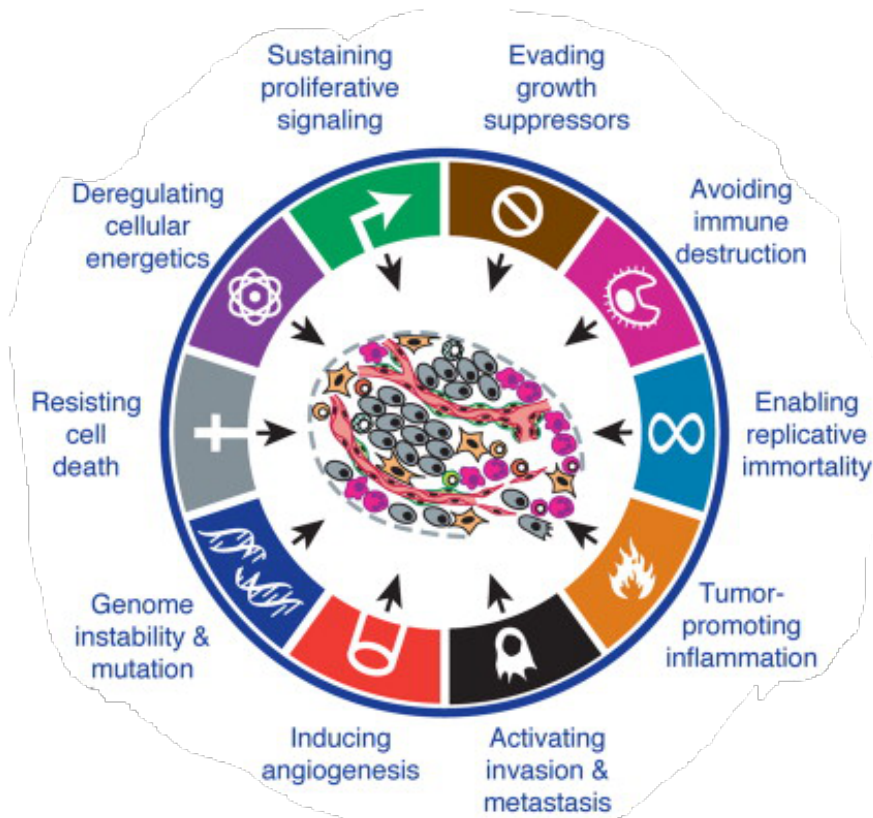 Sustaining
proliferative
signaling
Evading
growth
suppressors
Avoiding
immune
destruction
Enabling
replicative
immortality
Tumor-
promoting
inflammation
Activating
invasion &
metastasis
Inducing
angiogenesis
Genome
instability &
mutation
Resisting
cell
death
Deregulating
cellular
energetics